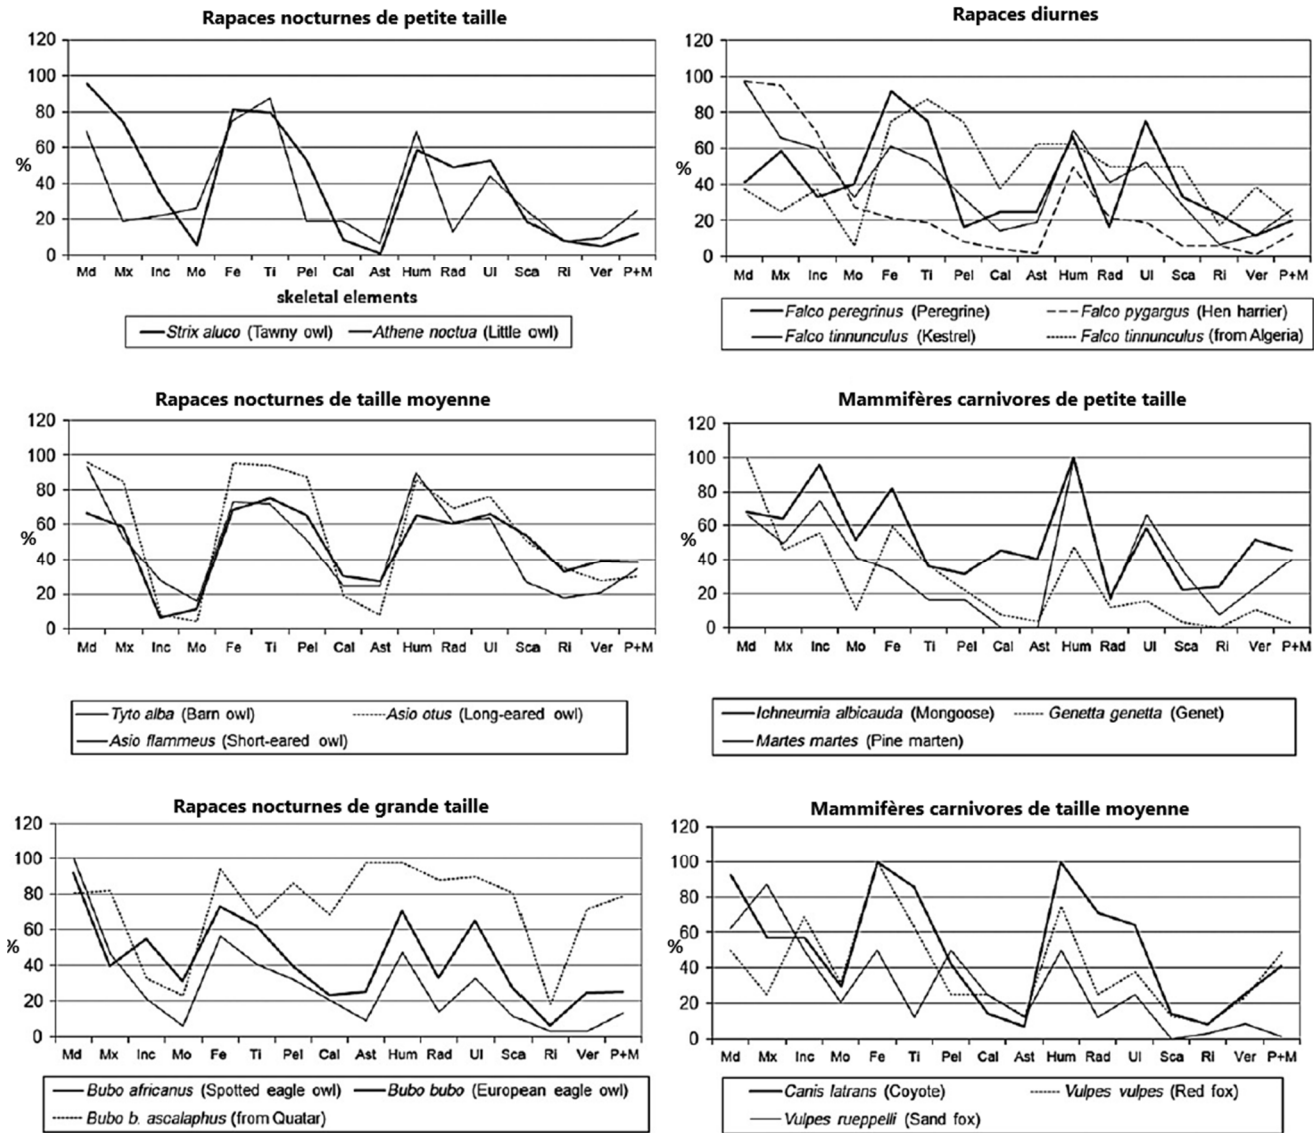 Rapaces nocturnes de petite taille
120
100
80
60
40
20
0
%
Md Mx Inc Mo Fe Ti Pel Cal Ast Hum Rad Ul Sca Ri Ver P+M
skeletal elements
Strix aluco (Tawny owl) Athene noctua (Little owl)
Rapaces diurnes
120
100
80
60
40
20
0
%
Md Mx Inc Mo Fe Ti Pel Cal Ast Hum Rad Ul Sca Ri Ver P+M
Falco peregrinus (Peregrine) Falco pygargus (Hen harrier)
Falco tinnunculus (Kestrel) Falco tinnunculus (from Algeria)
Rapaces nocturnes de taille moyenne
120
100
80
60
40
20
0
%
Md Mx Inc Mo Fe Ti Pel Cal Ast Hum Rad Ul Sca Ri Ver P+M
Tyto alba (Barn owl) Asio otus (Long-eared owl)
Asio flammeus (Short-eared owl)
Mammifères carnivores de petite taille
120
100
80
60
40
20
0
%
Md Mx Inc Mo Fe Ti Pel Cal Ast Hum Rad Ul Sca Ri Ver P+M
Ichneumia albicauda (Mongoose) Genetta genetta (Genet)
Martes martes (Pine marten)
Rapaces nocturnes de grande taille
120
100
80
60
40
20
0
%
Md Mx Inc Mo Fe Ti Pel Cal Ast Hum Rad Ul Sca Ri Ver P+M
Bubo africanus (Spotted eagle owl) Bubo bubo (European eagle owl)
Bubo b. ascalaphus (from Quatar)
Mammifères carnivores de taille moyenne
120
100
80
60
40
20
0
%
Md Mx Inc Mo Fe Ti Pel Cal Ast Hum Rad Ul Sca Ri Ver P+M
Canis latrans (Coyote) Vulpes vulpes (Red fox)
Vulpes rueppelli (Sand fox)